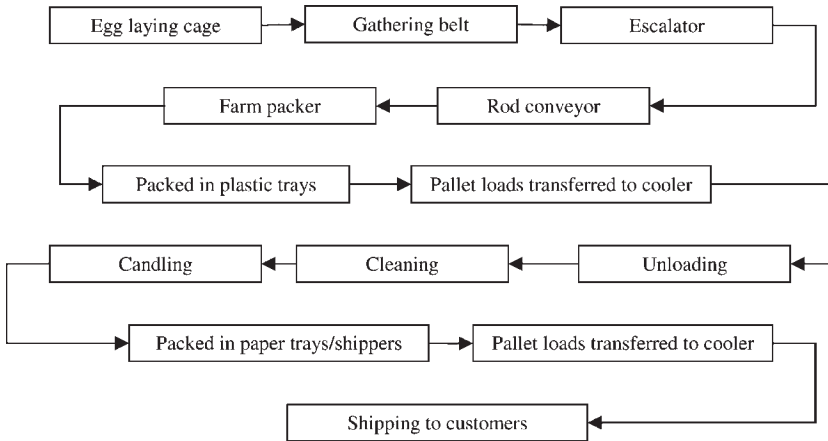 Egg laying cage
Gathering belt
Escalator
Rod conveyor
Farm packer
Packed in plastic trays
Pallet loads transferred to cooler
Unloading
Cleaning
Candling
Packed in paper trays/shippers
Pallet loads transferred to cooler
Shipping to customers